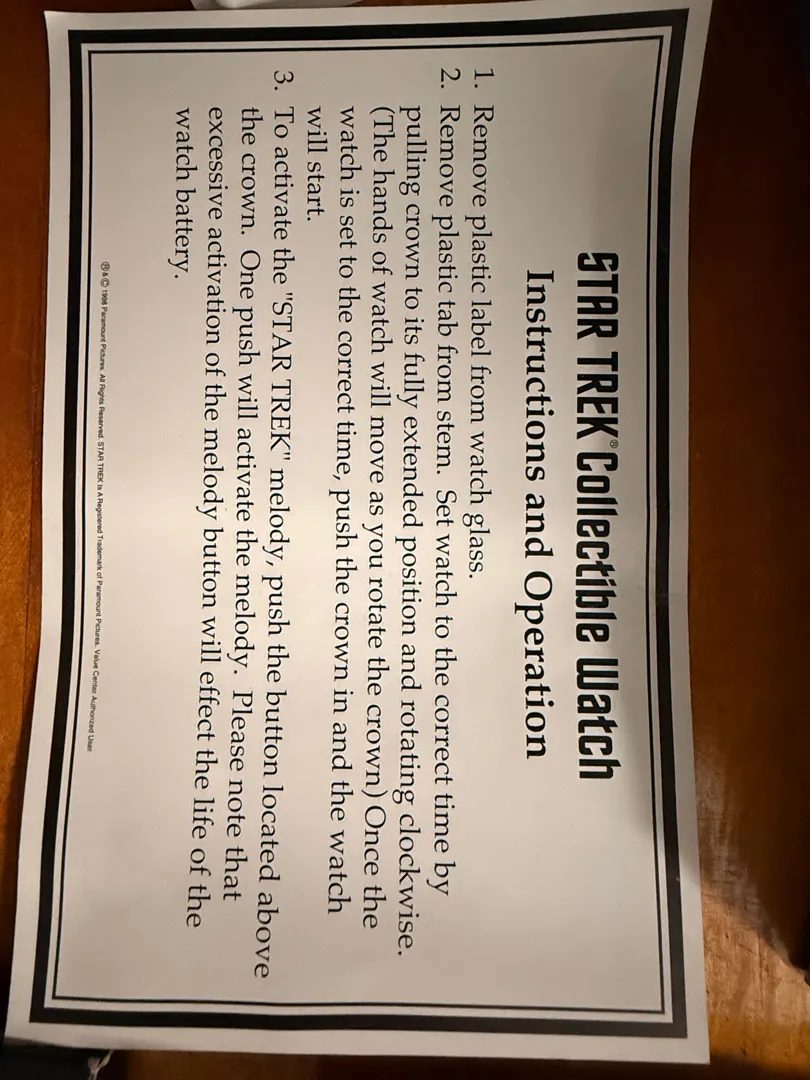 STAR TREK® Collectible Watch
Instructions and Operation
1. Remove plastic label from watch glass.
2. Remove plastic tab from stem. Set watch to the correct time by
pulling crown to its fully extended position and rotating clockwise.
(The hands of watch will move as you rotate the crown) Once the
watch is set to the correct time, push the crown in and the watch
will start.
3. To activate the "STAR TREK" melody, push the button located above
the crown. One push will activate the melody. Please note that
excessive activation of the melody button will effect the life of the
watch battery.
® & © 1998 Paramount Pictures. All Rights Reserved. STAR TREK is A Registered Trademark of Paramount Pictures. Value Center Authorized User